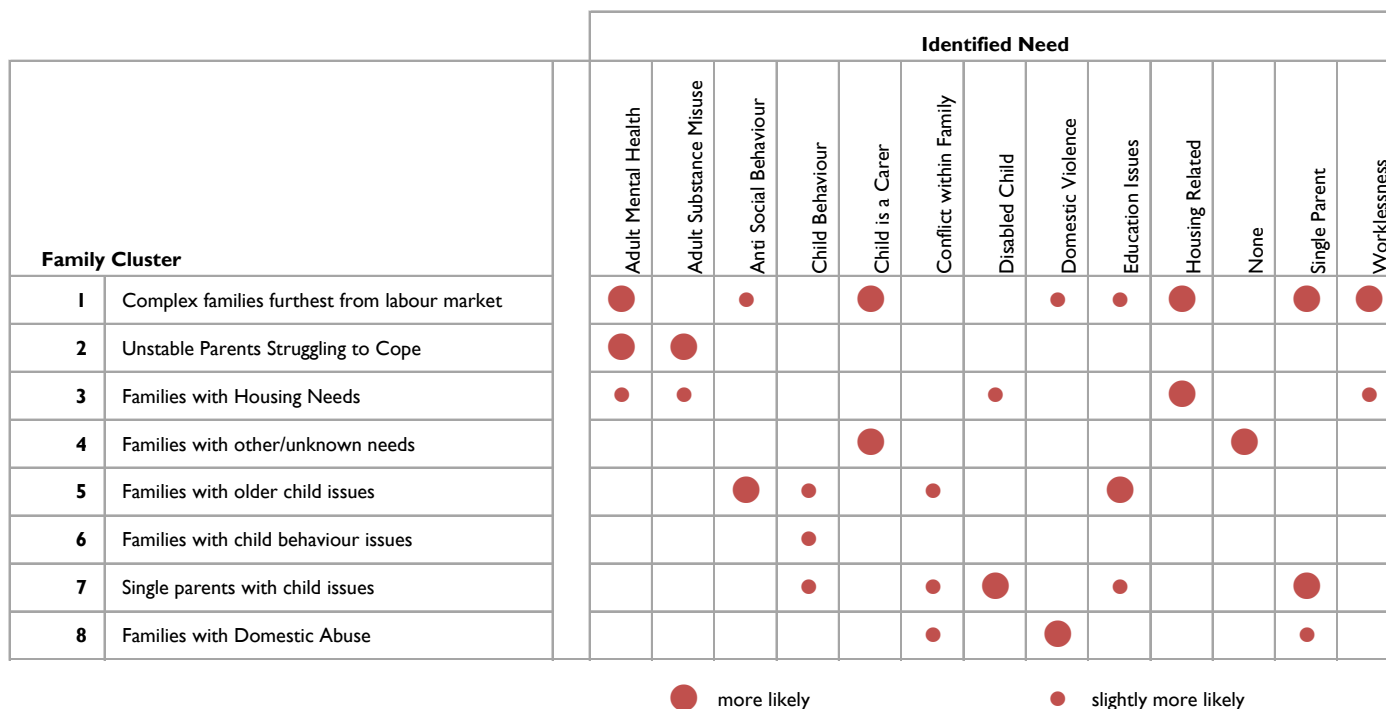 Identified Need
Adult Mental Health
Adult Substance Misuse
Anti Social Behaviour
Child Behaviour
Child is a Carer
Conflict within Family
Disabled Child
Domestic Violence
Education Issues
Housing Related
None
Single Parent
Worklessness
Family Cluster
1 Complex families furthest from labour market
2 Unstable Parents Struggling to Cope
3 Families with Housing Needs
4 Families with other/unknown needs
5 Families with older child issues
6 Families with child behaviour issues
7 Single parents with child issues
8 Families with Domestic Abuse
more likely slightly more likely